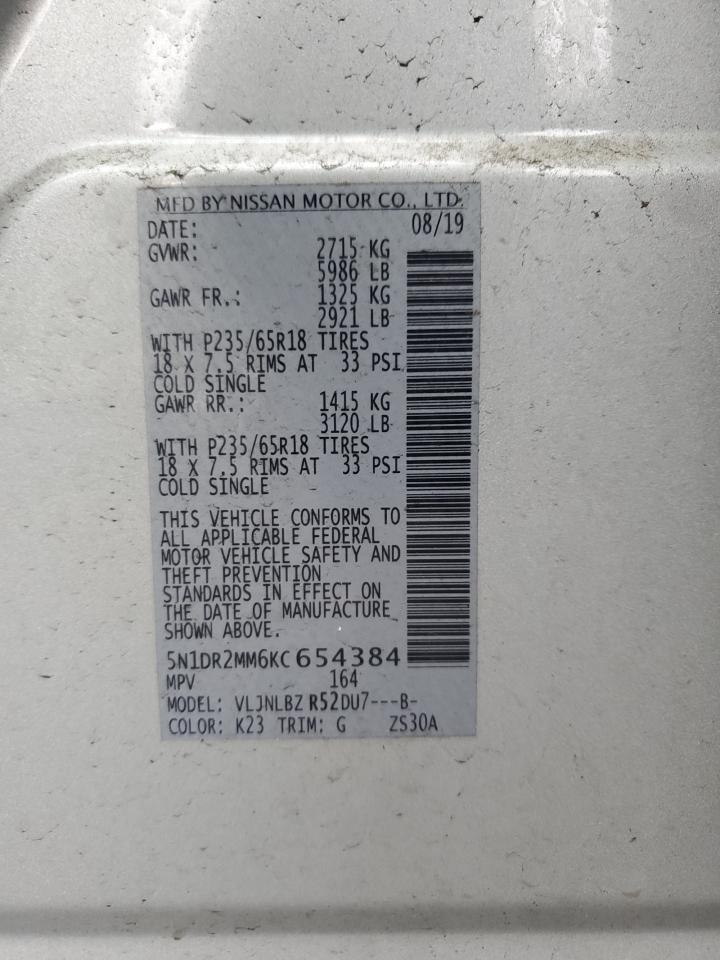 MFD BY NISSAN MOTOR CO., LTD.
DATE: 08/19
GVWR: 2715 KG
5986 LB
GAWR FR.: 1325 KG
2921 LB
WITH P235/65R18 TIRES
18 X 7.5 RIMS AT 33 PSI
COLD SINGLE
GAWR RR.: 1415 KG
3120 LB
WITH P235/65R18 TIRES
18 X 7.5 RIMS AT 33 PSI
COLD SINGLE
THIS VEHICLE CONFORMS TO
ALL APPLICABLE FEDERAL
MOTOR VEHICLE SAFETY AND
THEFT PREVENTION
STANDARDS IN EFFECT ON
THE DATE OF MANUFACTURE
SHOWN ABOVE.
5N1DR2MM6KC654384
MPV 164
MODEL: VLJNLBZ R52DU7---B-
COLOR: K23 TRIM: G ZS30A